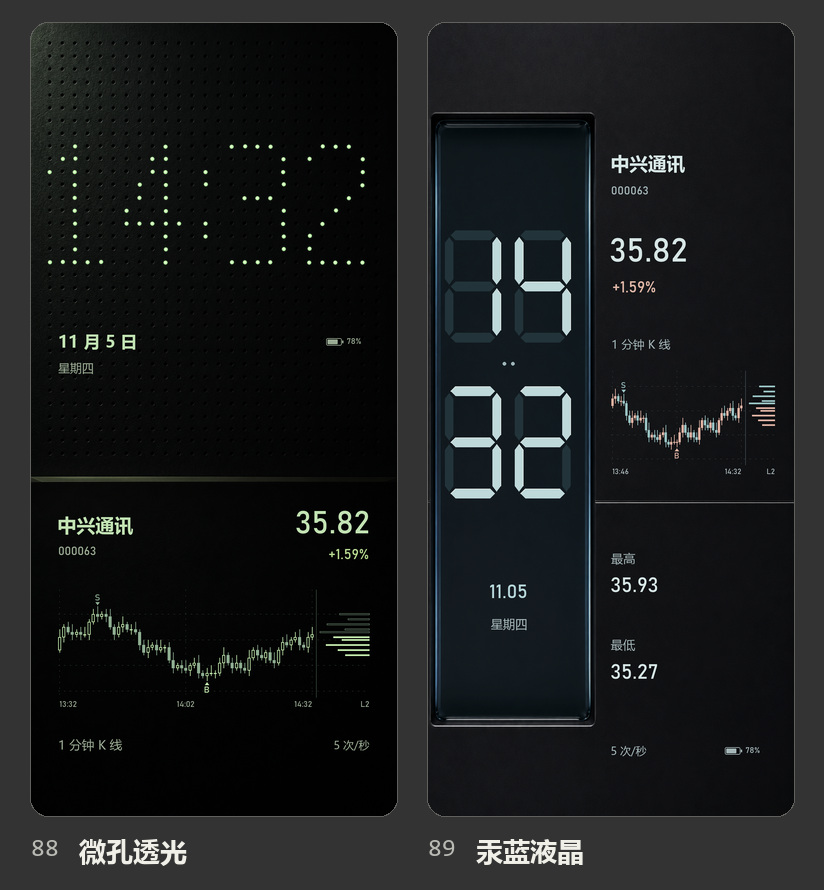 14:32
11 月 5 日
78%
星期四
中兴通讯
35.82
000063
+1.59%
S
B
13:32
14:02
14:32
L2
1 分钟 K 线
5 次/秒
88 微孔透光
14
32
11.05
星期四
中兴通讯
000063
35.82
+1.59%
1 分钟 K 线
S
B
13:46
14:32
L2
最高
35.93
最低
35.27
5 次/秒
78%
89 汞蓝液晶